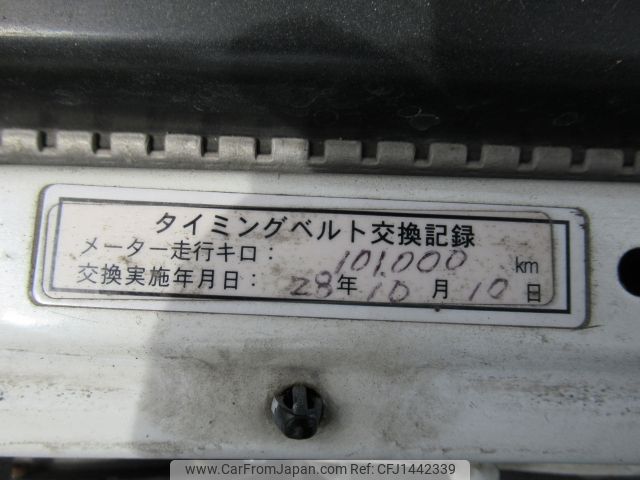 タイミングベルト交換記録
メーター走行キロ： 101,000 km
交換実施年月日： 28年 10月 10日
www.CarFromJapan.com | Ref No. CFJ1442339